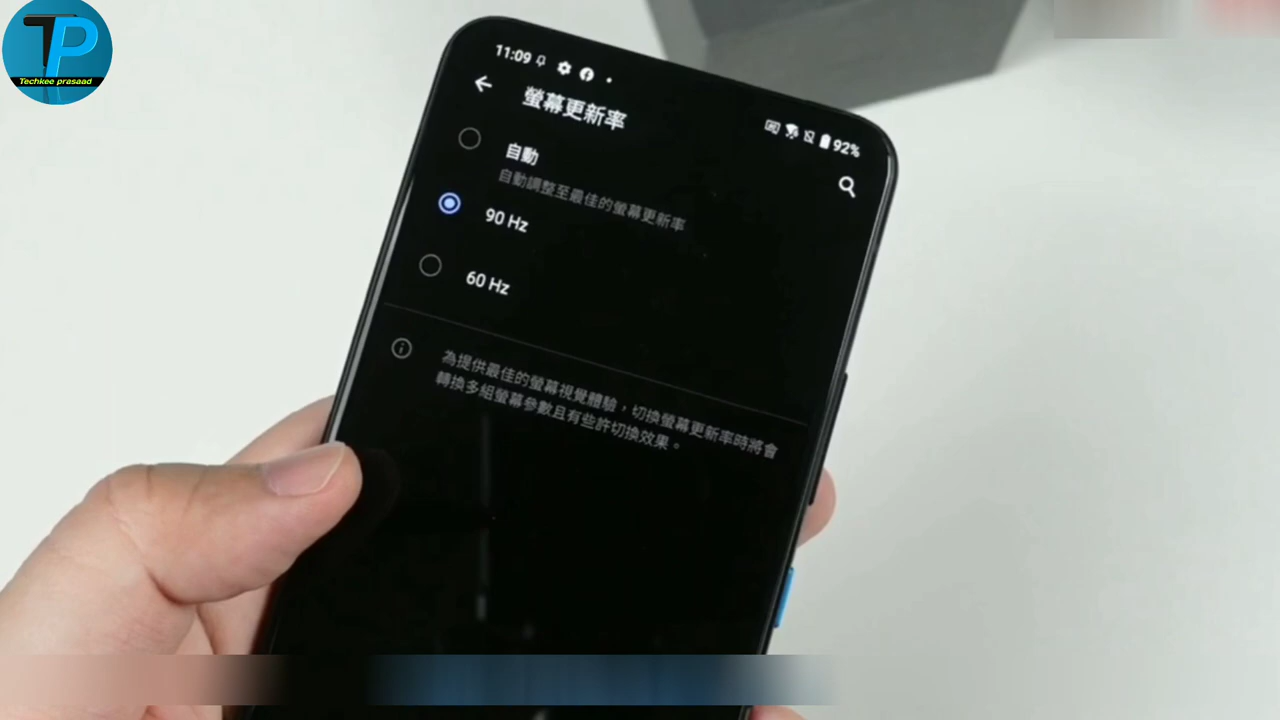 TP
Techkee prasaad
11:09
92%
螢幕更新率
自動
自動調整至最佳的螢幕更新率
90 Hz
60 Hz
為提供最佳的螢幕視覺體驗，切換螢幕更新率時將會
轉換多組螢幕參數且有些許切換效果。